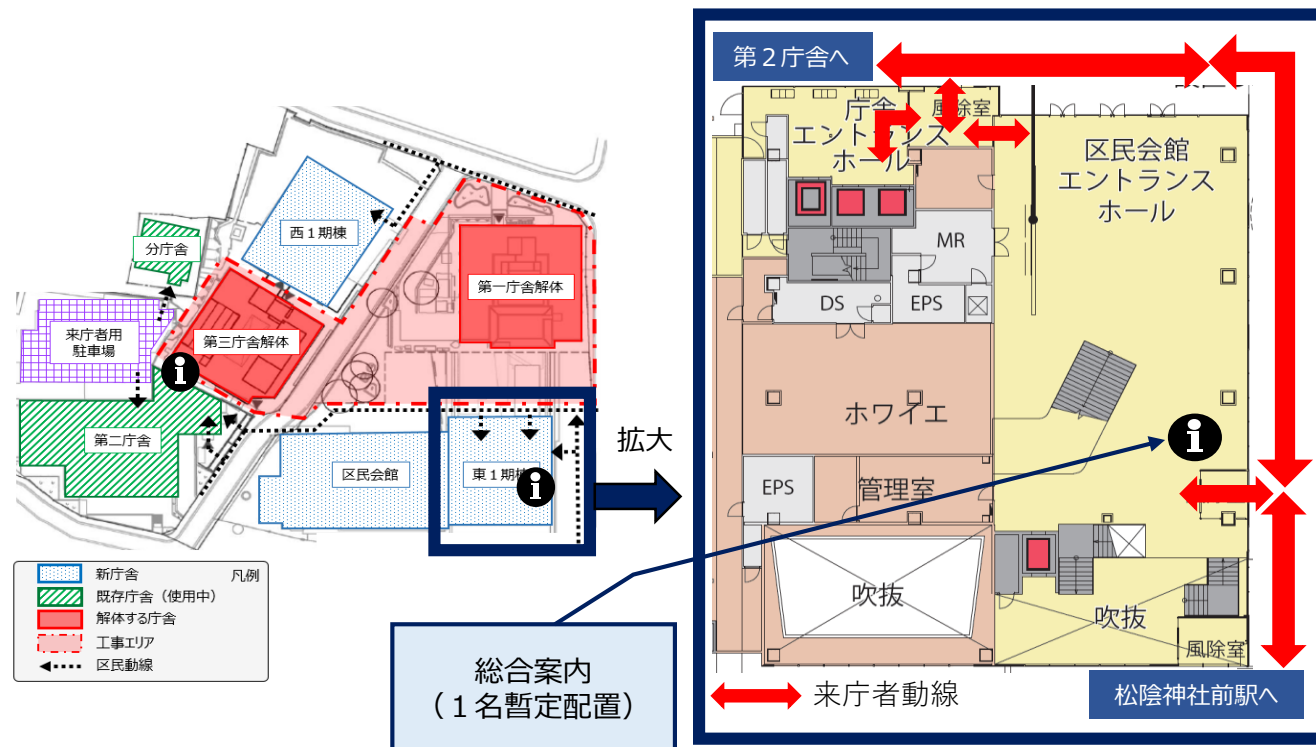 西１期棟
分庁舎
第一庁舎解体
来庁者用
駐車場
第三庁舎解体
第二庁舎
区民会館
東１期棟
拡大
凡例
新庁舎
既存庁舎（使用中）
解体する庁舎
工事エリア
区民動線
総合案内
（１名暫定配置）
第２庁舎へ
庁舎
エントランス
ホール
風除室
区民会館
エントランス
ホール
MR
DS
EPS
ホワイエ
EPS
管理室
吹抜
吹抜
風除室
来庁者動線
松陰神社前駅へ